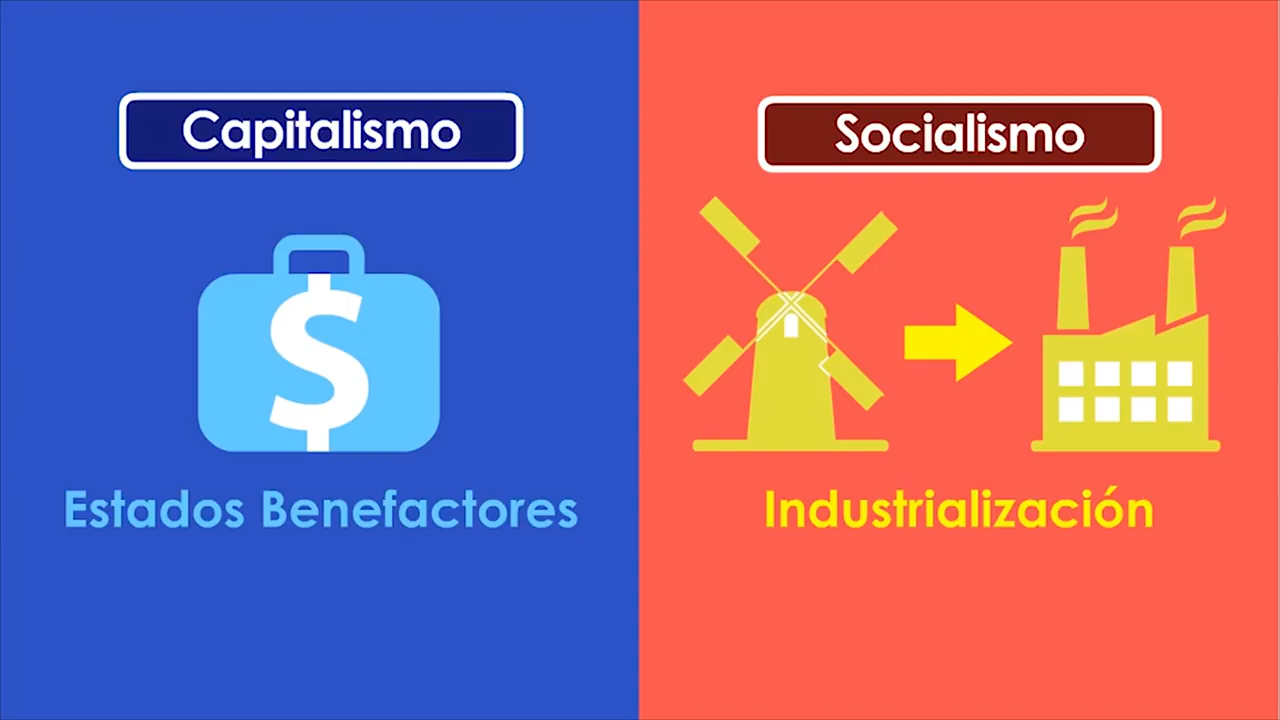 Capitalismo
Socialismo
$
Estados Benefactores
Industrialización